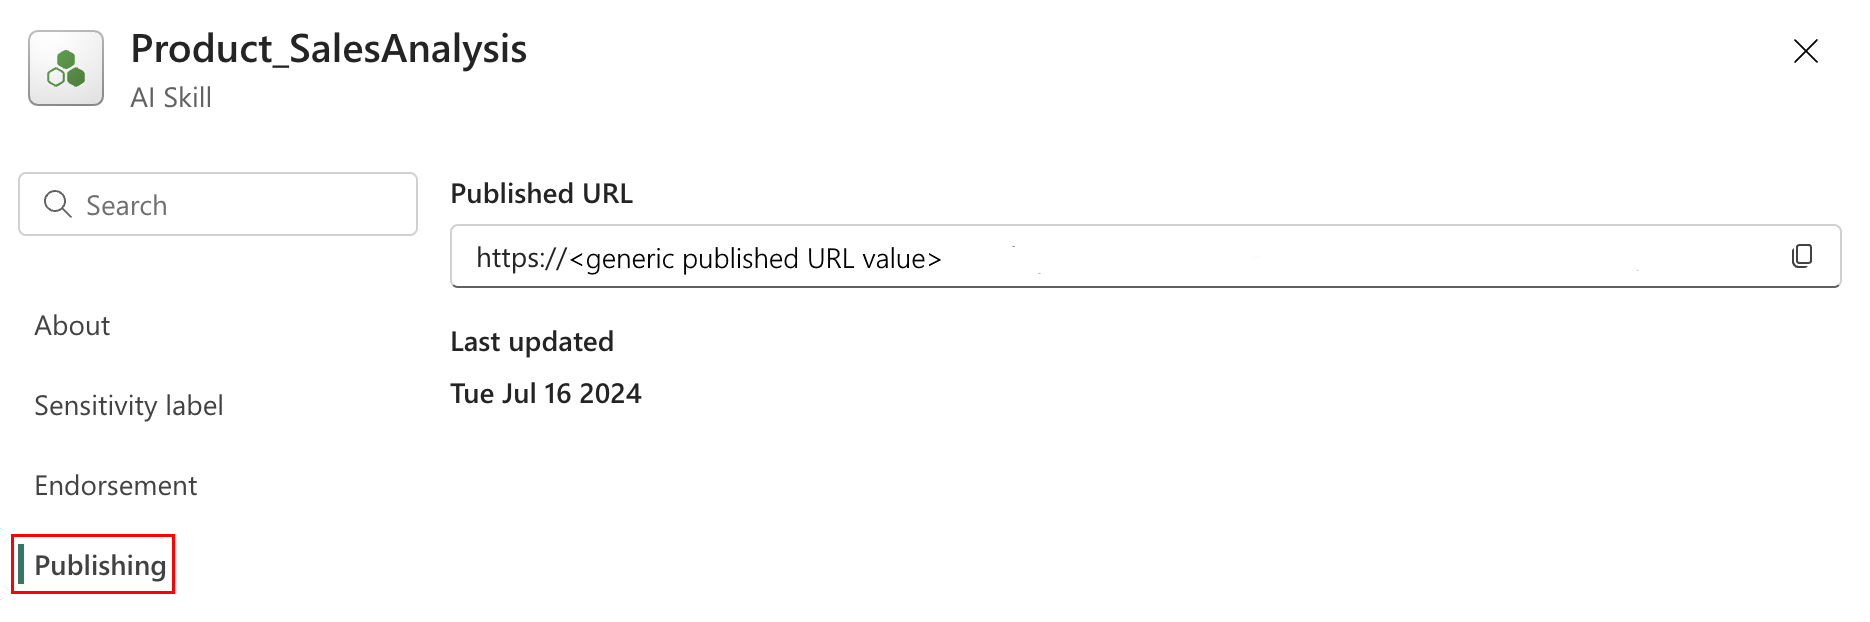 Product_SalesAnalysis
AI Skill
Search
About
Sensitivity label
Endorsement
Publishing
Published URL
https://<generic published URL value>
Last updated
Tue Jul 16 2024